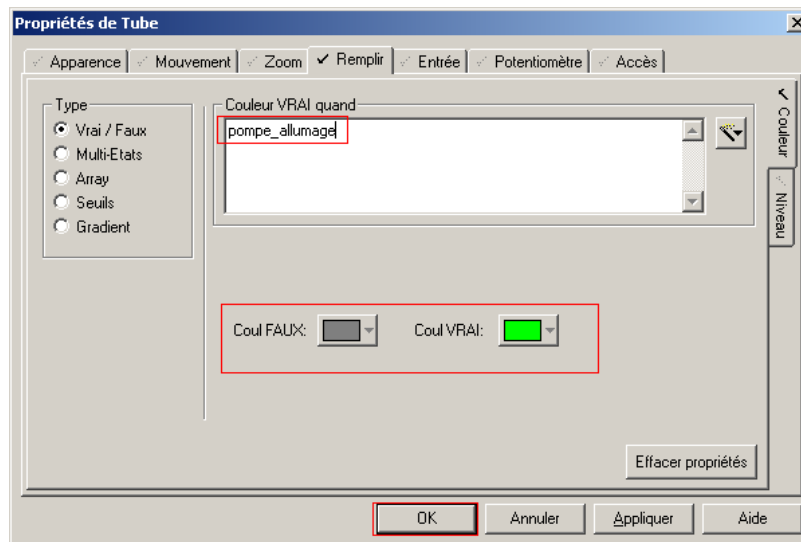 Propriétés de Tube
Apparence Mouvement Zoom Remplir Entrée Potentiomètre Accès
Type
Vrai / Faux
Multi-Etats
Array
Seuils
Gradient
Couleur VRAI quand
pompe_allumage
Couleur
Niveau
Coul FAUX: Coul VRAI:
Effacer propriétés
OK Annuler Appliquer Aide